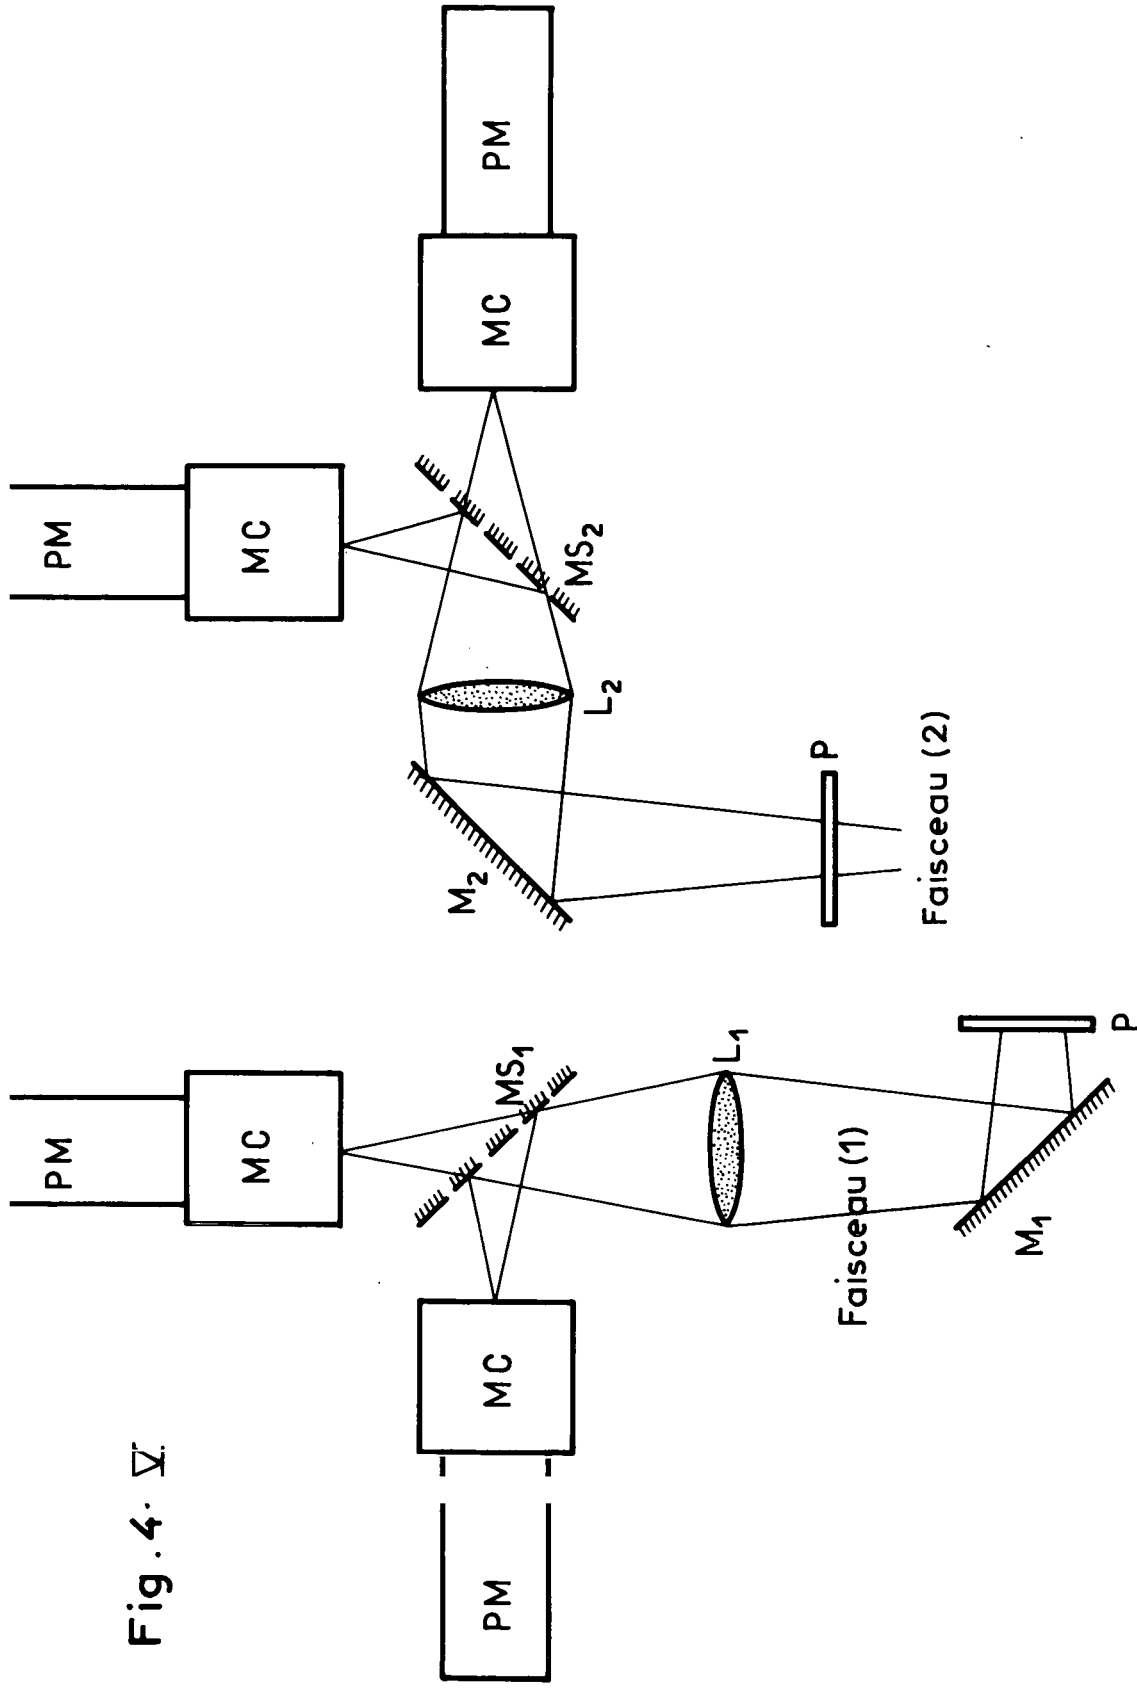 Fig. 4. V.
PM
MC
PM
MC
MS1
L1
Faisceau (1)
M1
P
PM
MC
PM
MC
MS2
L2
M2
P
Faisceau (2)